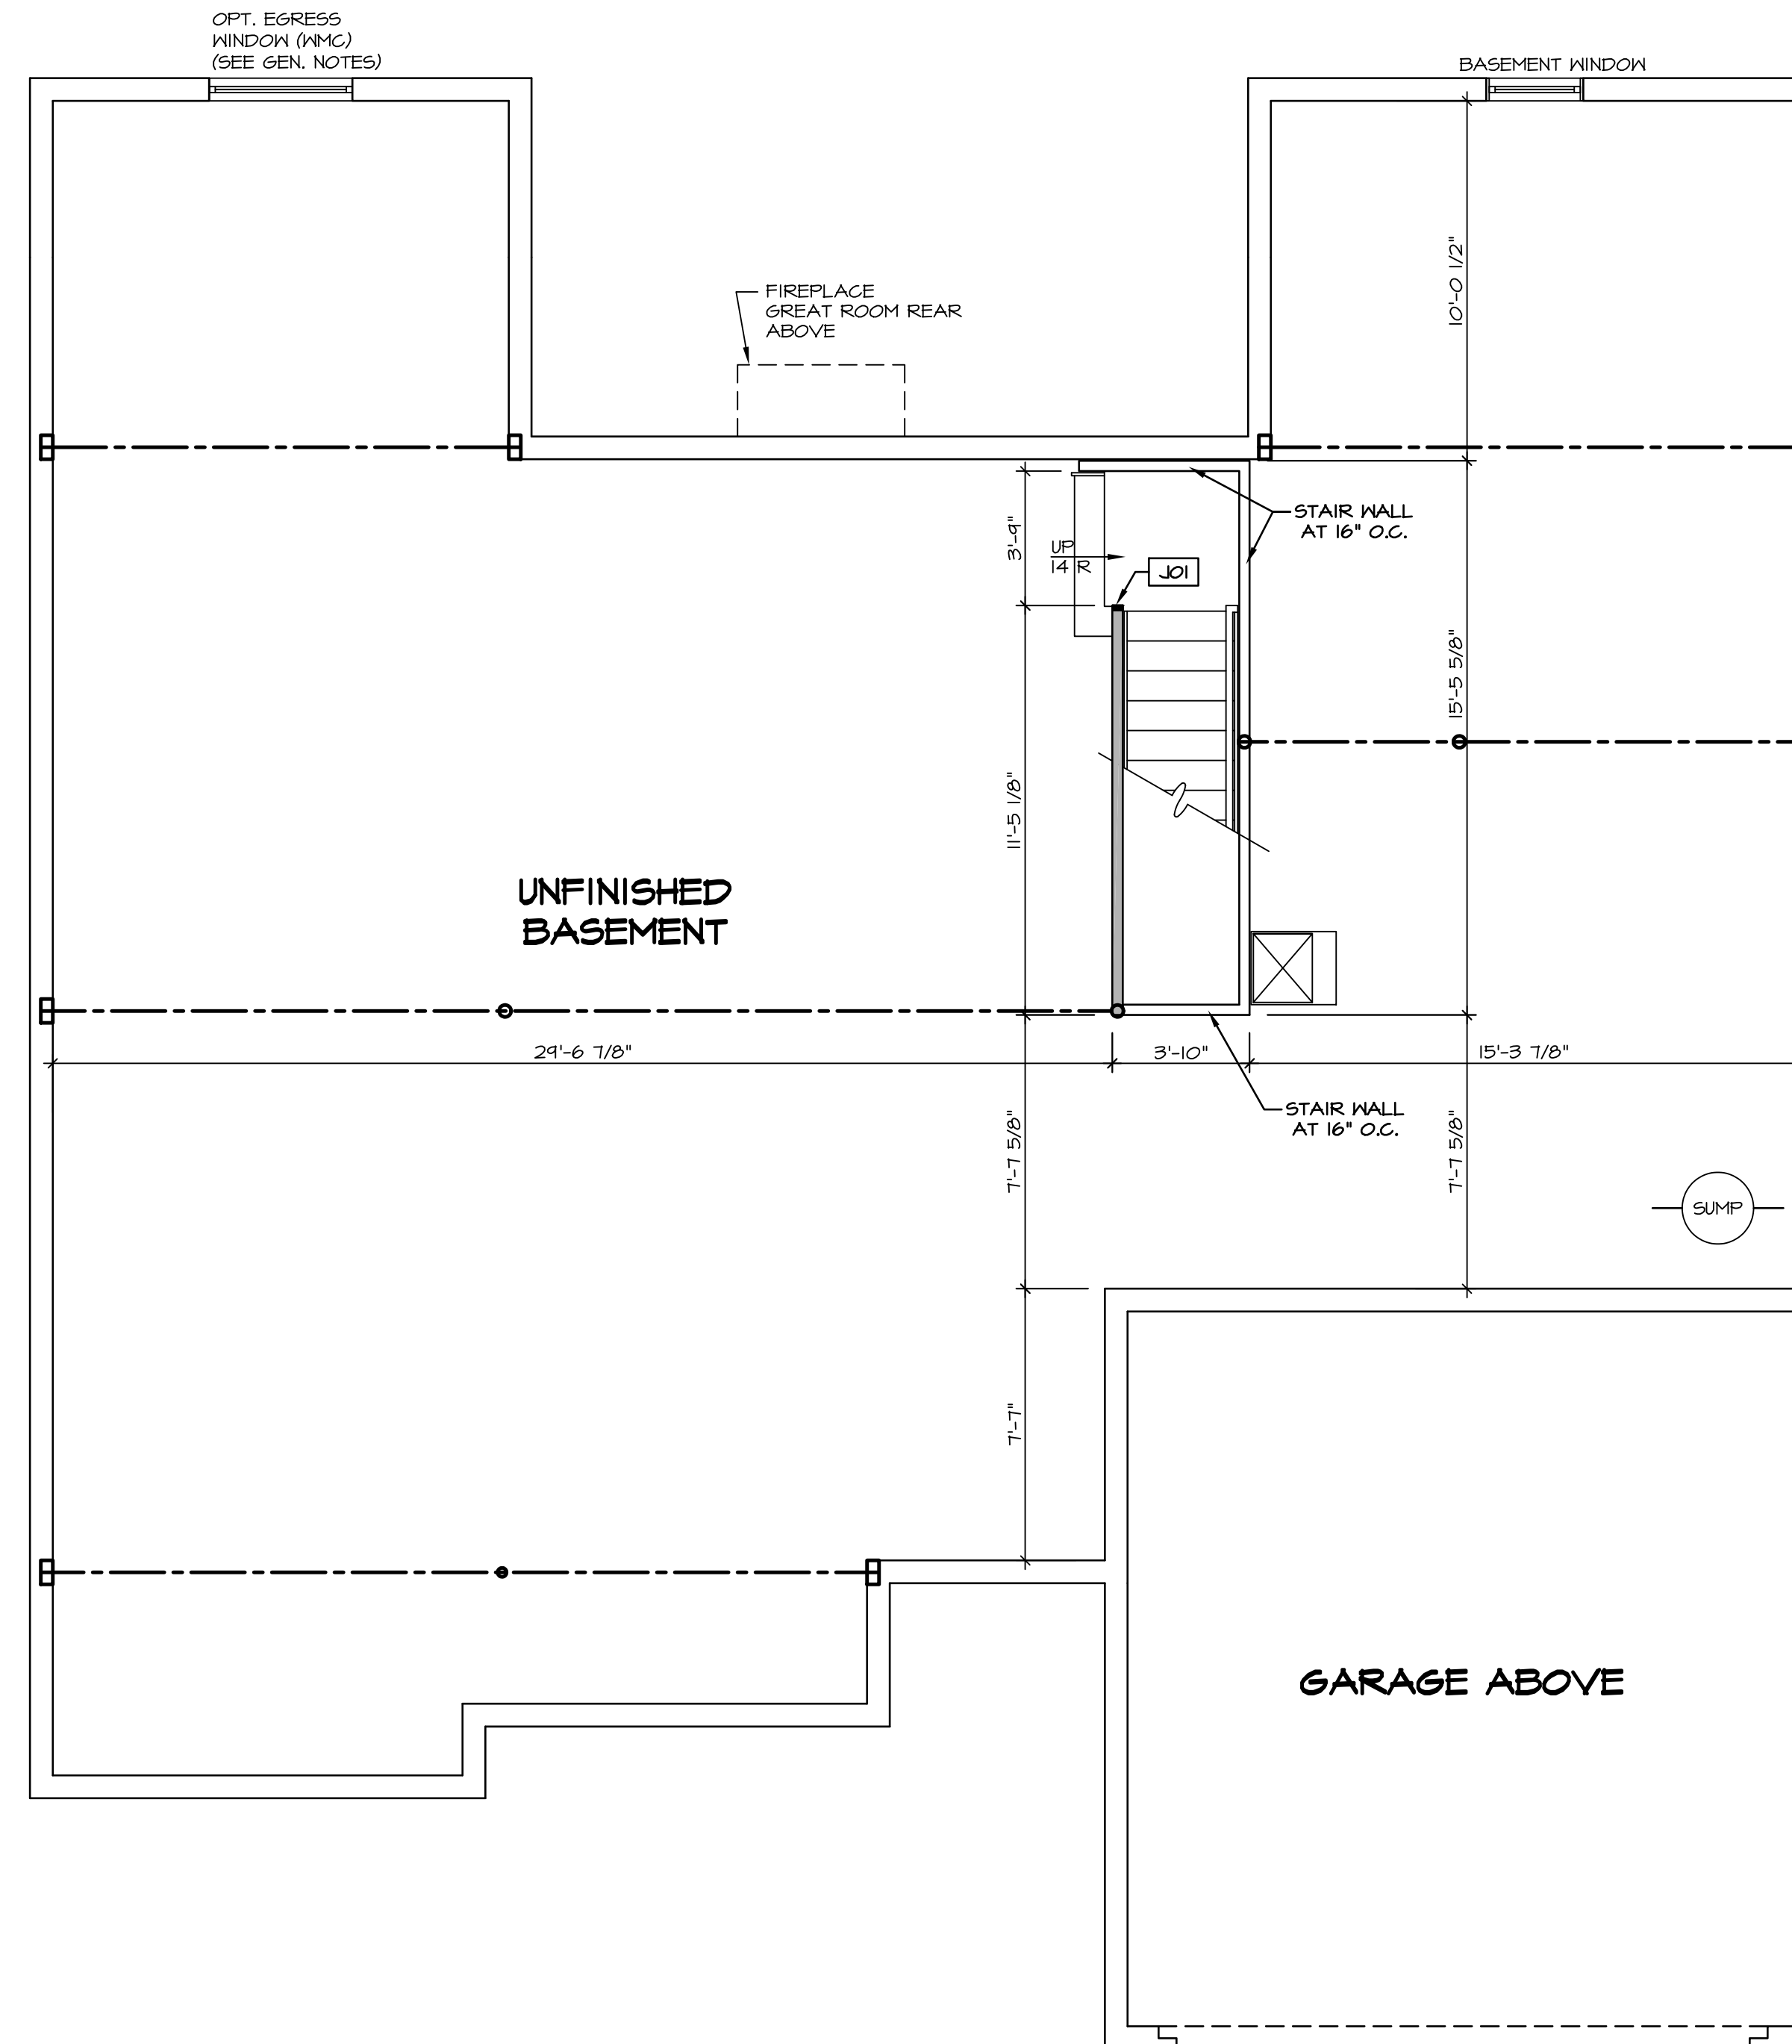 OPT. EGRESS
WINDOW (WMC)
(SEE GEN. NOTES)
BASEMENT WINDOW
10'-0 1/2"
FIREPLACE
GREAT ROOM REAR
ABOVE
STAIR WALL
AT 16" O.C.
3'-9"
UP
14 R
J01
15'-5 5/8"
11'-5 1/8"
UNFINISHED
BASEMENT
29'-6 7/8"
3'-10"
15'-3 7/8"
STAIR WALL
AT 16" O.C.
7'-7 5/8"
7'-7 5/8"
SUMP
7'-7"
GARAGE ABOVE